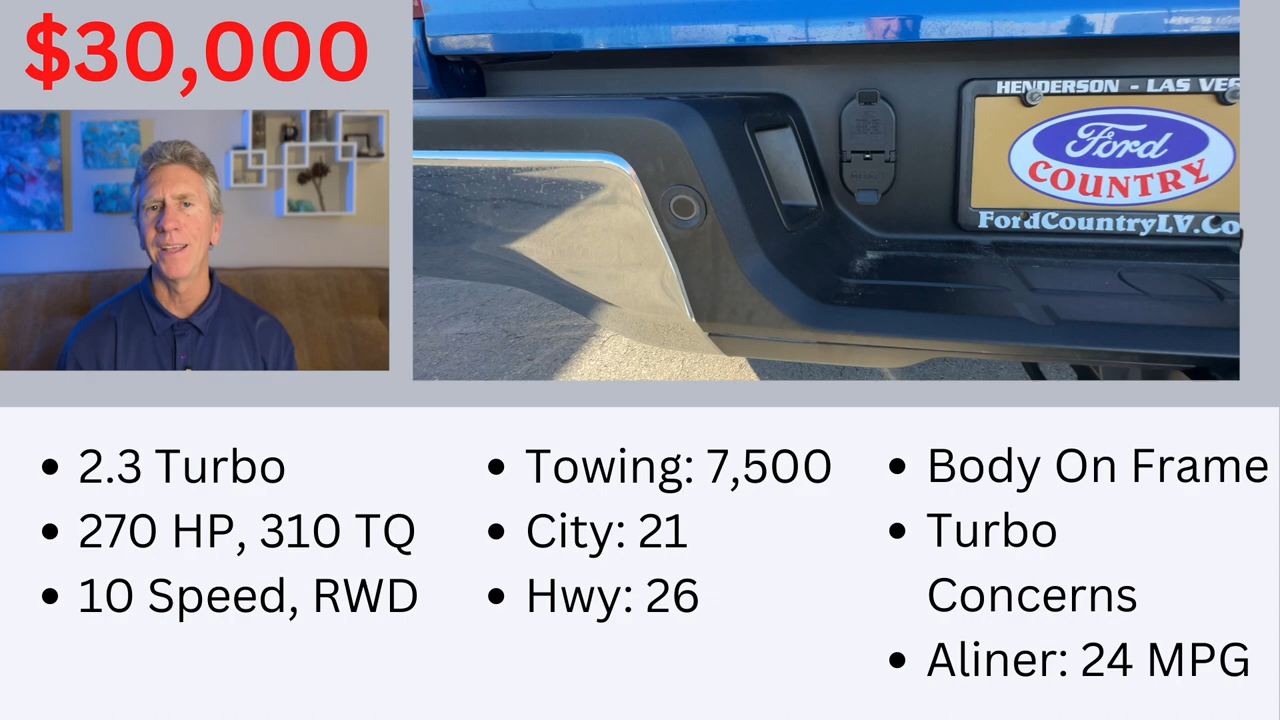 $30,000
HENDERSON - LAS VE
Ford
COUNTRY
FordCountryLV.Co
• 2.3 Turbo
• 270 HP, 310 TQ
• 10 Speed, RWD
• Towing: 7,500
• City: 21
• Hwy: 26
• Body On Frame
• Turbo
Concerns
• Aliner: 24 MPG